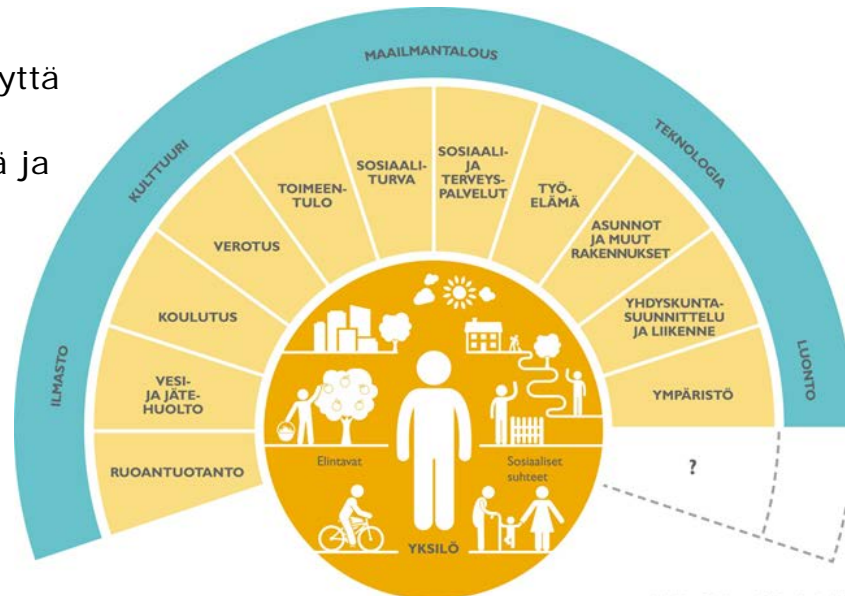 yttä
ä ja
MAAILMANTALOUS
KULTTUURI
TEKNOLOGIA
ILMASTO
LUONTO
RUOANTUOTANTO
VESI-
JA JÄTE-
HUOLTO
KOULUTUS
VEROTUS
TOIMEEN-
TULO
SOSIAALI-
TURVA
SOSIAALI-
JA
TERVEYS-
PALVELUT
TYÖ-
ELÄMÄ
ASUNNOT
JA MUUT
RAKENNUKSET
YHDYSKUNTA-
SUUNNITTELU
JA LIIKENNE
YMPÄRISTÖ
?
Elintavat
Sosiaaliset
suhteet
YKSILÖ